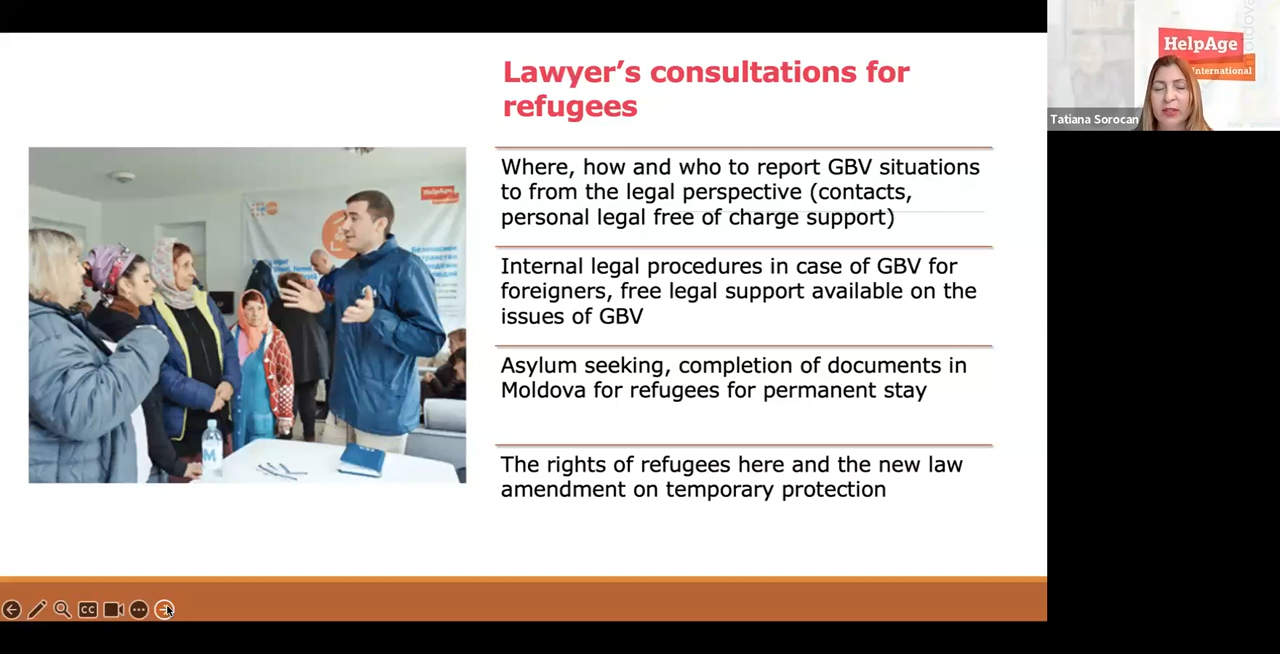 Lawyer's consultations for
refugees
Where, how and who to report GBV situations
to from the legal perspective (contacts,
personal legal free of charge support)
Internal legal procedures in case of GBV for
foreigners, free legal support available on the
issues of GBV
Asylum seeking, completion of documents in
Moldova for refugees for permanent stay
The rights of refugees here and the new law
amendment on temporary protection
HelpAge
International
Tatiana Sorocan
HelpAge
Безопасное
M
CC